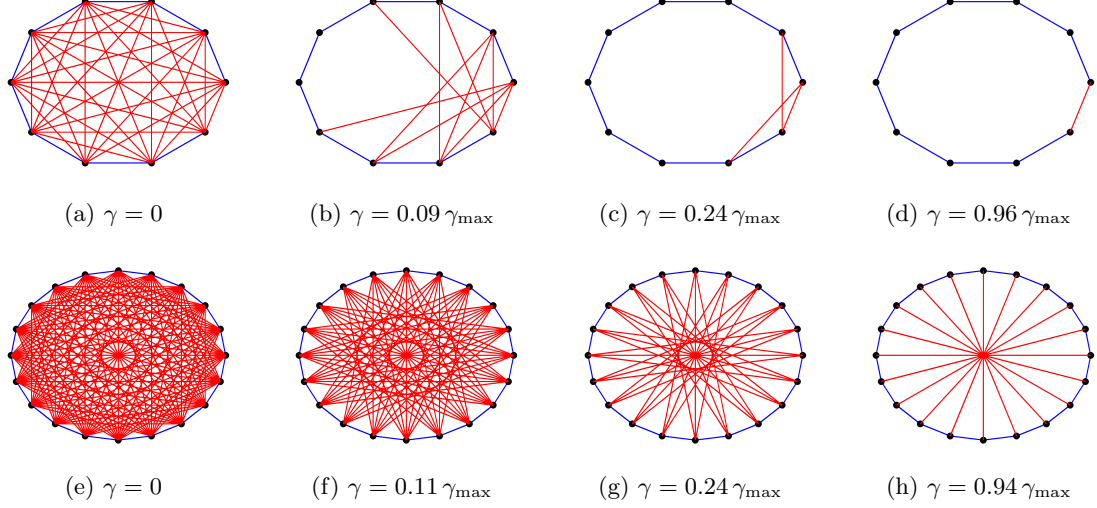 (a) γ = 0
(b) γ = 0.09 γmax
(c) γ = 0.24 γmax
(d) γ = 0.96 γmax
(e) γ = 0
(f) γ = 0.11 γmax
(g) γ = 0.24 γmax
(h) γ = 0.94 γmax